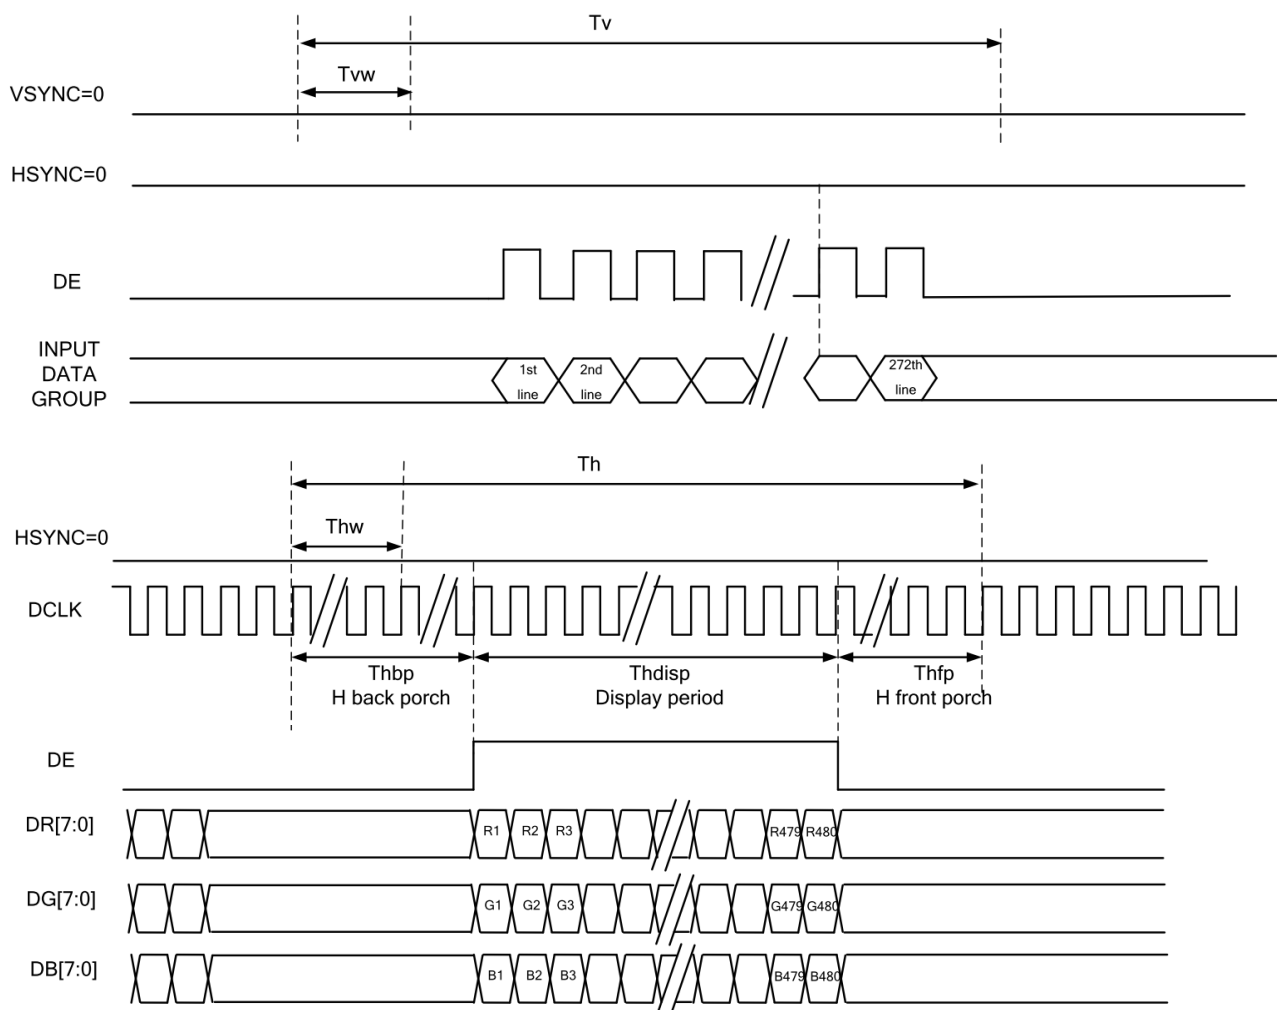 Tv
Tvw
VSYNC=0
HSYNC=0
DE
INPUT
DATA
GROUP
1st
line
2nd
line
272th
line
Th
Thw
HSYNC=0
DCLK
Thbp
H back porch
Thdisp
Display period
Thfp
H front porch
DE
DR[7:0]
R1 R2 R3 R479 R480
DG[7:0]
G1 G2 G3 G479 G480
DB[7:0]
B1 B2 B3 B479 B480